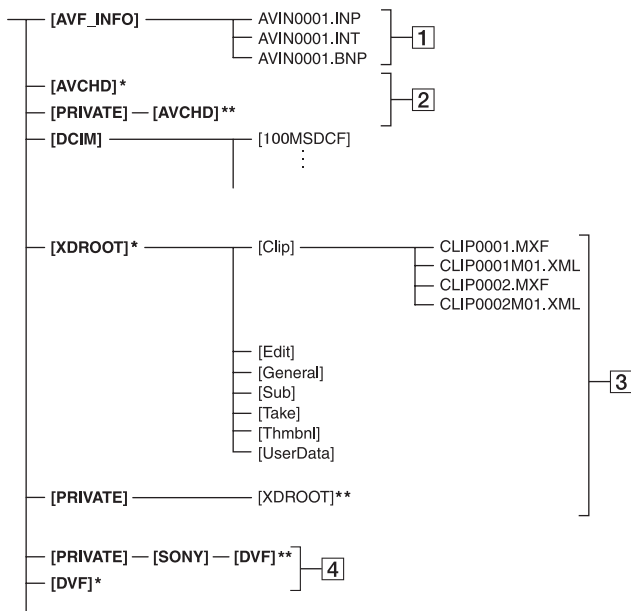 [AVF_INFO] AVIN0001.INP
AVIN0001.INT
AVIN0001.BNP
1
[AVCHD]*
[PRIVATE] [AVCHD]**
2
[DCIM] [100MSDCF]
[XDROOT]* [Clip] CLIP0001.MXF
CLIP0001M01.XML
CLIP0002.MXF
CLIP0002M01.XML
[Edit]
[General]
[Sub]
[Take]
[Thmbnl]
[UserData]
3
[PRIVATE] [XDROOT]**
[PRIVATE] [SONY] [DVF]**
[DVF]*
4